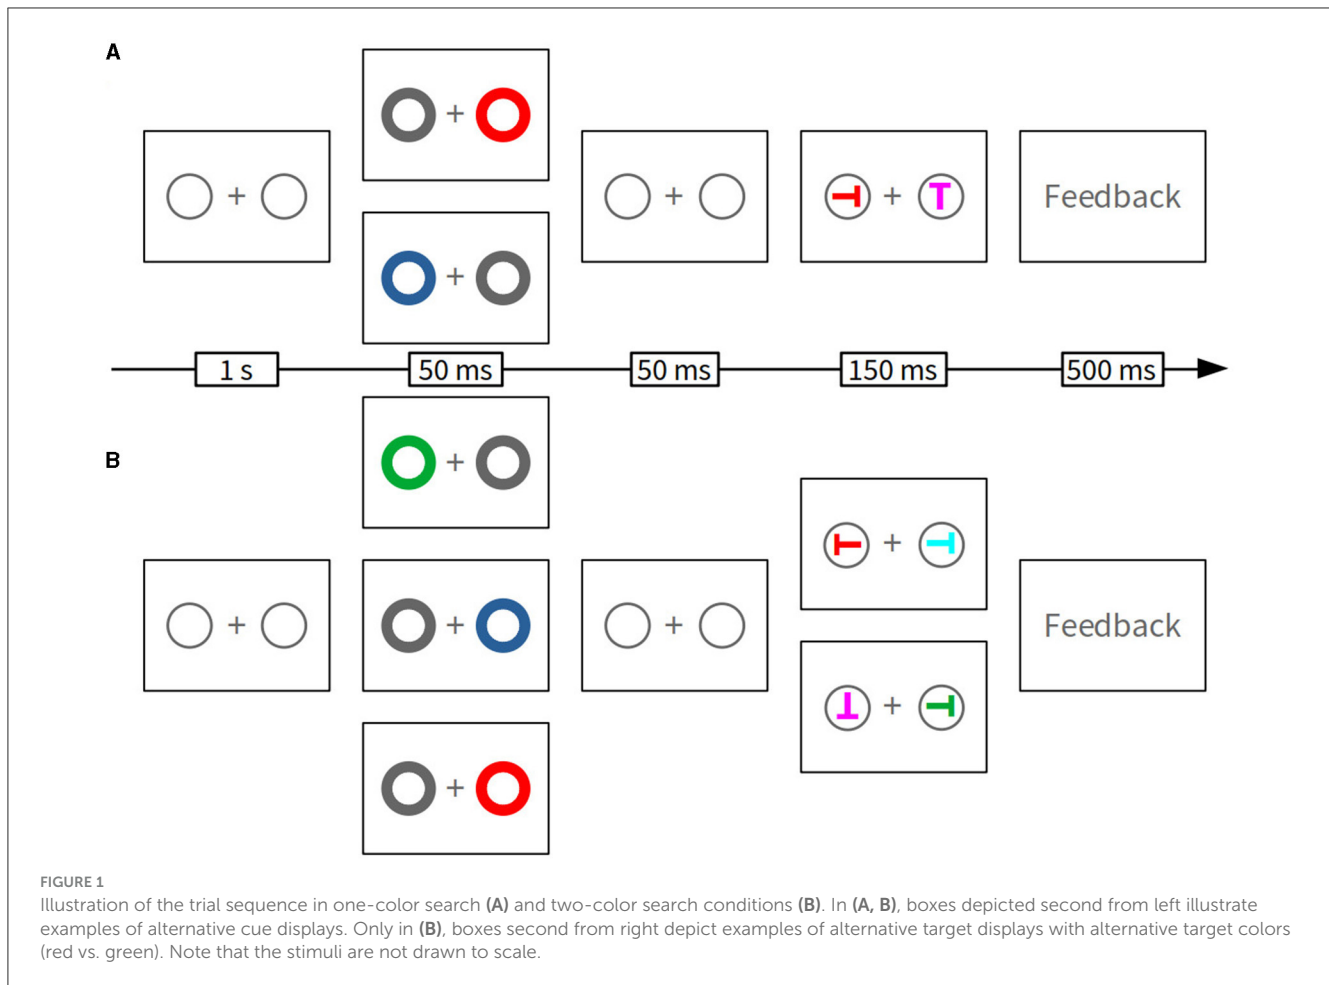 A
Feedback
1 s
50 ms
50 ms
150 ms
500 ms
B
Feedback
FIGURE 1
Illustration of the trial sequence in one-color search (A) and two-color search conditions (B). In (A, B), boxes depicted second from left illustrate
examples of alternative cue displays. Only in (B), boxes second from right depict examples of alternative target displays with alternative target colors
(red vs. green). Note that the stimuli are not drawn to scale.